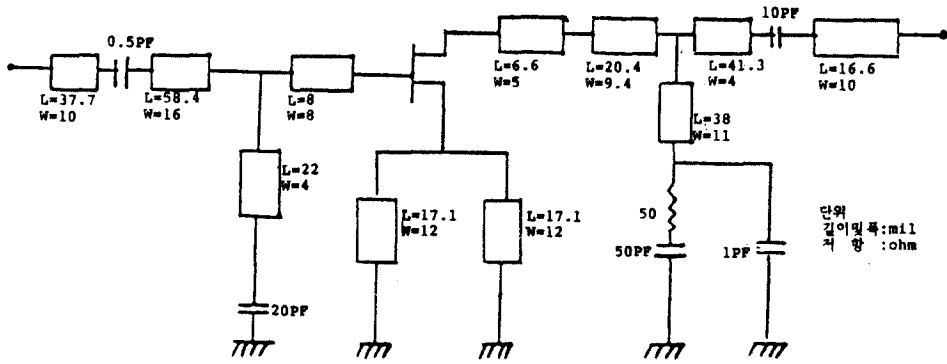 0.5PF
10PF
L=37.7
W=10
L=58.4
W=16
L=8
W=8
L=6.6
W=5
L=20.4
W=9.4
L=41.3
W=4
L=16.6
W=10
L=22
W=4
L=38
W=11
L=17.1
W=12
L=17.1
W=12
50
50PF
1PF
20PF
단위
길이및폭:mil
저 항 :ohm